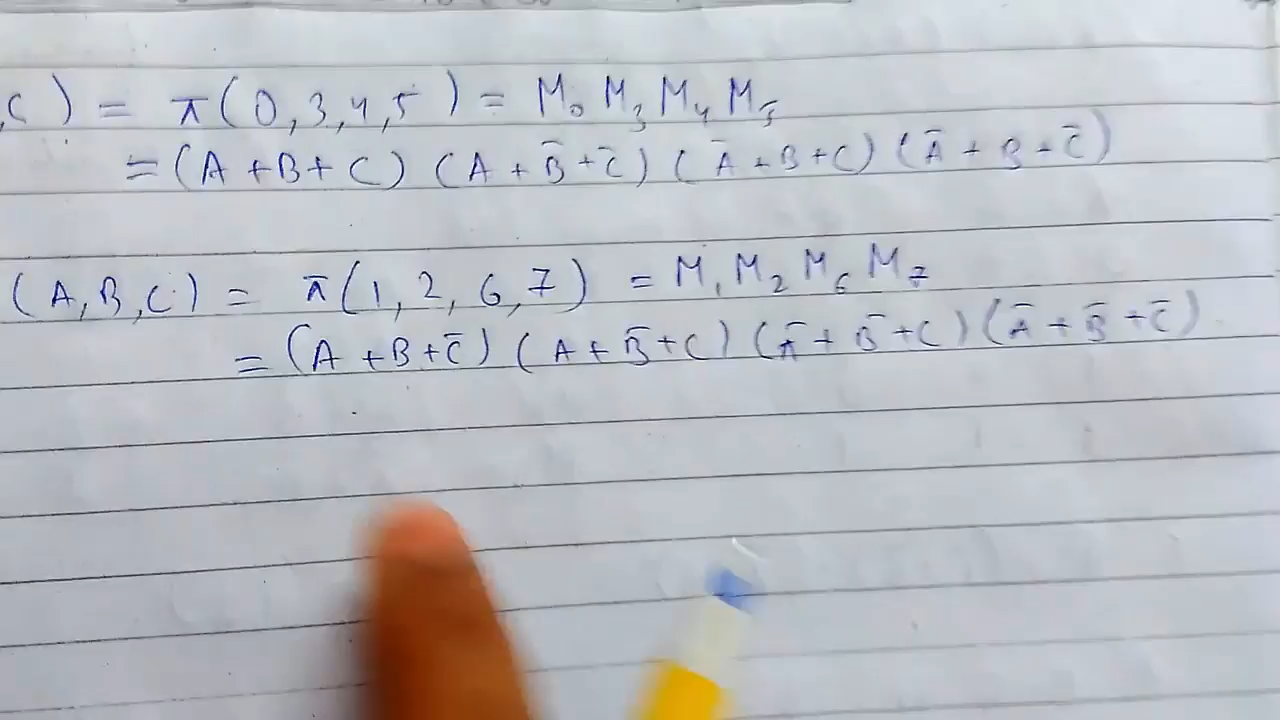 ,C) = π(0,3,4,5) = M₀ M₃ M₄ M₅
= (A+B+C) (A+B̄+C̄) (Ā+B+C) (Ā+B+C̄)
(A,B,C) = π(1,2,6,7) = M₁ M₂ M₆ M₇
= (A+B+C̄) (A+B̄+C) (Ā+B̄+C) (Ā+B̄+C̄)